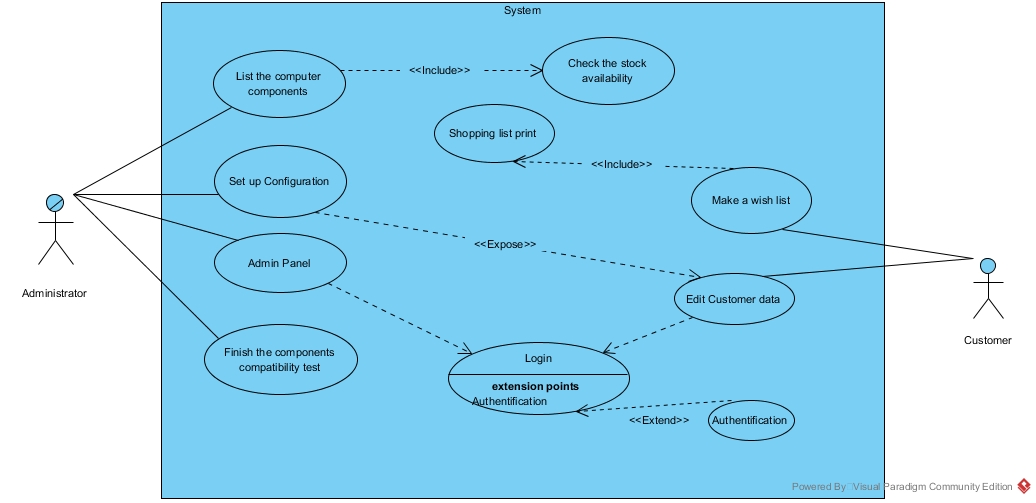 System
List the computer
components
<<Include>>
Check the stock
availability
Shopping list print
<<Include>>
Set up Configuration
Make a wish list
<<Expose>>
Admin Panel
Edit Customer data
Administrator
Customer
Finish the components
compatibility test
Login
extension points
Authentification
<<Extend>>
Authentification
Powered By Visual Paradigm Community Edition